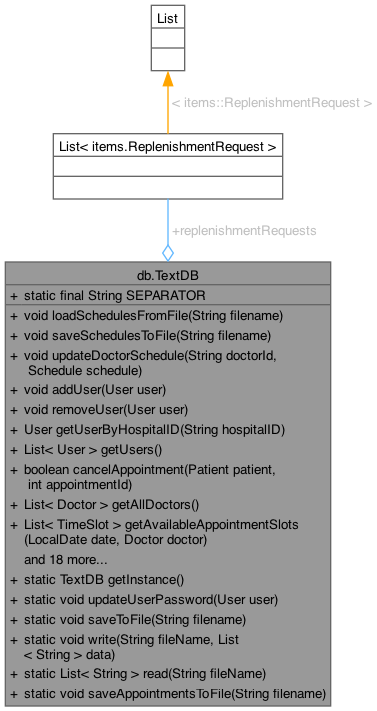 List
< items::ReplenishmentRequest >
List< items.ReplenishmentRequest >
+replenishmentRequests
db.TextDB
+ static final String SEPARATOR
+ void loadSchedulesFromFile(String filename)
+ void saveSchedulesToFile(String filename)
+ void updateDoctorSchedule(String doctorId,
Schedule schedule)
+ void addUser(User user)
+ void removeUser(User user)
+ User getUserByHospitalID(String hospitalID)
+ List< User > getUsers()
+ boolean cancelAppointment(Patient patient,
int appointmentId)
+ List< Doctor > getAllDoctors()
+ List< TimeSlot > getAvailableAppointmentSlots
(LocalDate date, Doctor doctor)
and 18 more...
+ static TextDB getInstance()
+ static void updateUserPassword(User user)
+ static void saveToFile(String filename)
+ static void write(String fileName, List
< String > data)
+ static List< String > read(String fileName)
+ static void saveAppointmentsToFile(String filename)